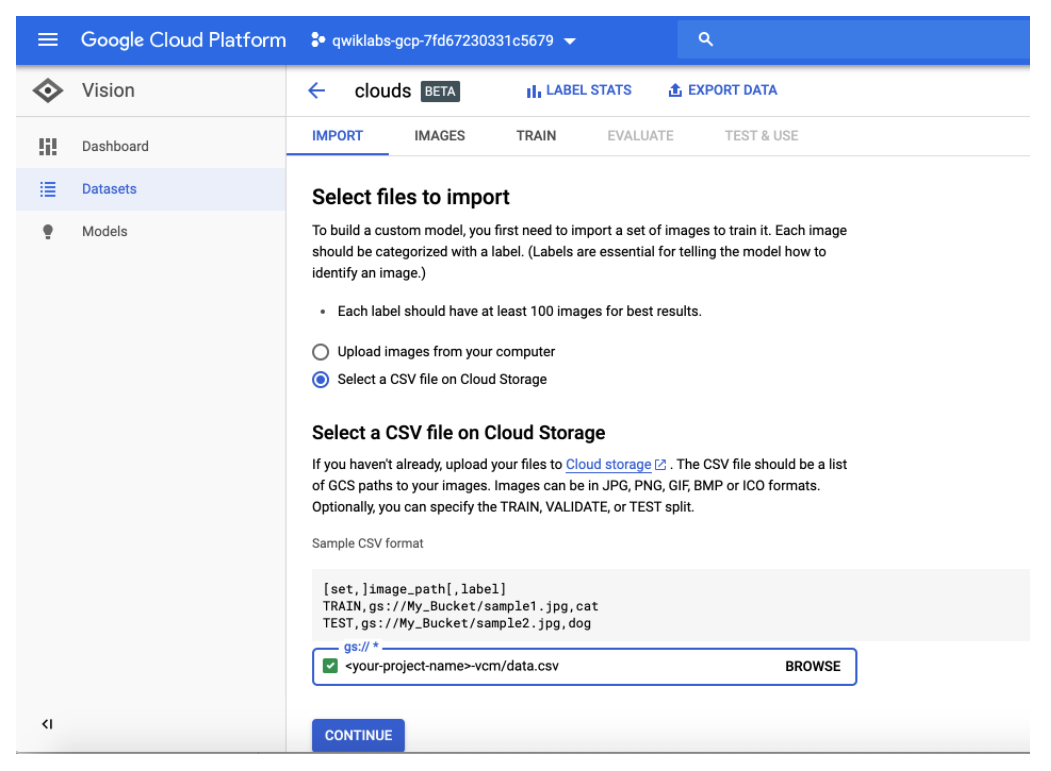 Google Cloud Platform
qwiklabs-gcp-7fd67230331c5679
Vision
clouds BETA
LABEL STATS
EXPORT DATA
Dashboard
Datasets
Models
IMPORT
IMAGES
TRAIN
EVALUATE
TEST & USE
Select files to import
To build a custom model, you first need to import a set of images to train it. Each image
should be categorized with a label. (Labels are essential for telling the model how to
identify an image.)
• Each label should have at least 100 images for best results.
Upload images from your computer
Select a CSV file on Cloud Storage
Select a CSV file on Cloud Storage
If you haven't already, upload your files to Cloud storage . The CSV file should be a list
of GCS paths to your images. Images can be in JPG, PNG, GIF, BMP or ICO formats.
Optionally, you can specify the TRAIN, VALIDATE, or TEST split.
Sample CSV format
[set,]image_path[,label]
TRAIN,gs://My_Bucket/sample1.jpg,cat
TEST,gs://My_Bucket/sample2.jpg,dog
gs:// *
<your-project-name>-vcm/data.csv
BROWSE
CONTINUE